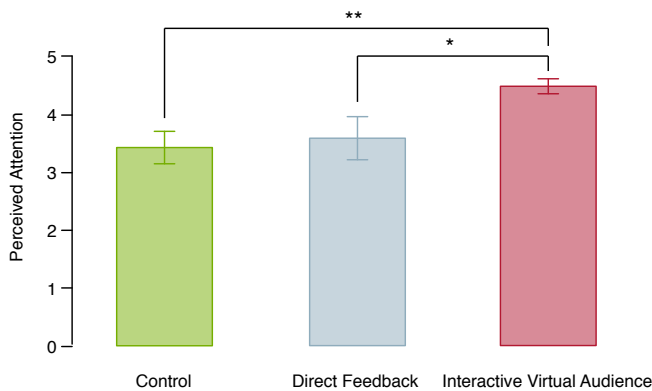 **
*
5
4
3
2
1
0
Perceived Attention
Control
Direct Feedback
Interactive Virtual Audience